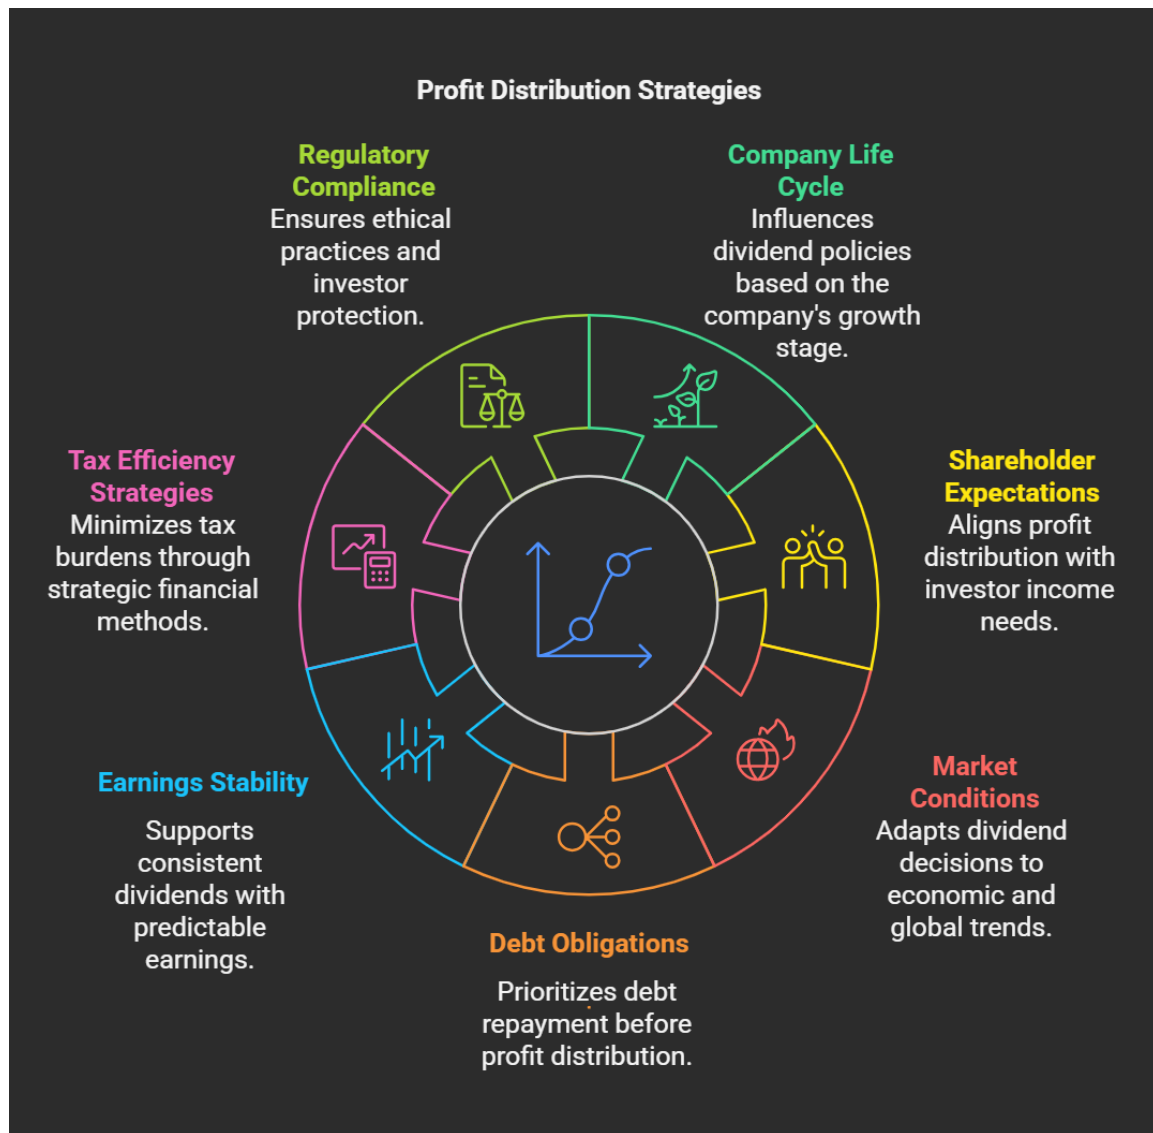 Profit Distribution Strategies
Regulatory
Compliance
Ensures ethical
practices and
investor
protection.
Company Life
Cycle
Influences
dividend policies
based on the
company's growth
stage.
Tax Efficiency
Strategies
Minimizes tax
burdens through
strategic financial
methods.
Shareholder
Expectations
Aligns profit
distribution with
investor income
needs.
Earnings Stability
Supports
consistent
dividends with
predictable
earnings.
Market
Conditions
Adapts dividend
decisions to
economic and
global trends.
Debt Obligations
Prioritizes debt
repayment before
profit distribution.